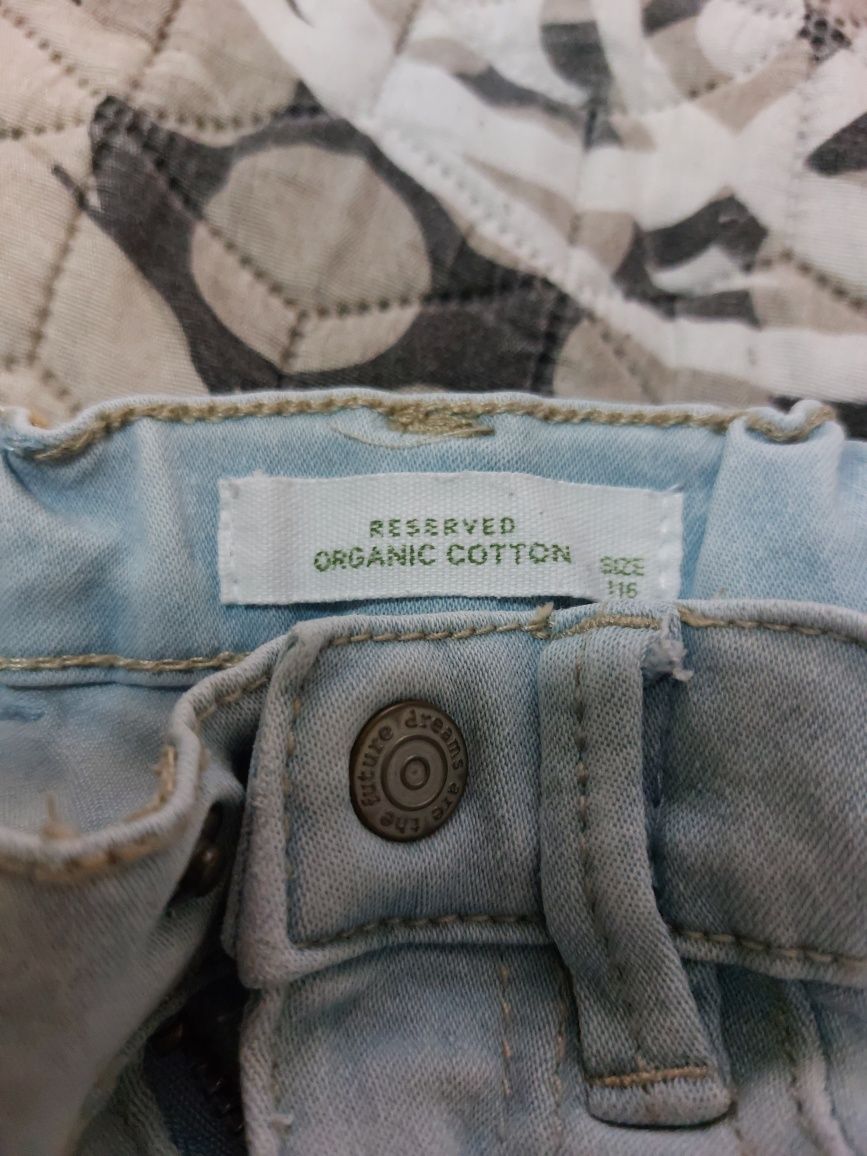 RESERVED
ORGANIC COTTON
SIZE
116
dreams are the future